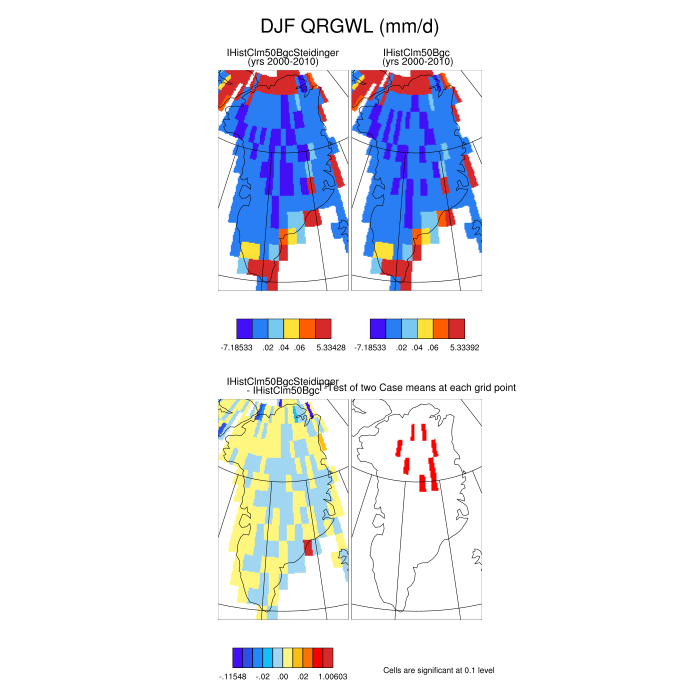 DJF QRGWL (mm/d)
IHistClm50BgcSteidinger
(yrs 2000-2010)
IHistClm50Bgc
(yrs 2000-2010)
-7.18533 .02 .04 .06 5.33428
-7.18533 .02 .04 .06 5.33392
IHistClm50BgcSteidinger
- IHistClm50Bgc
Test of two Case means at each grid point
-.11548 -.02 .00 .02 1.00603
Cells are significant at 0.1 level